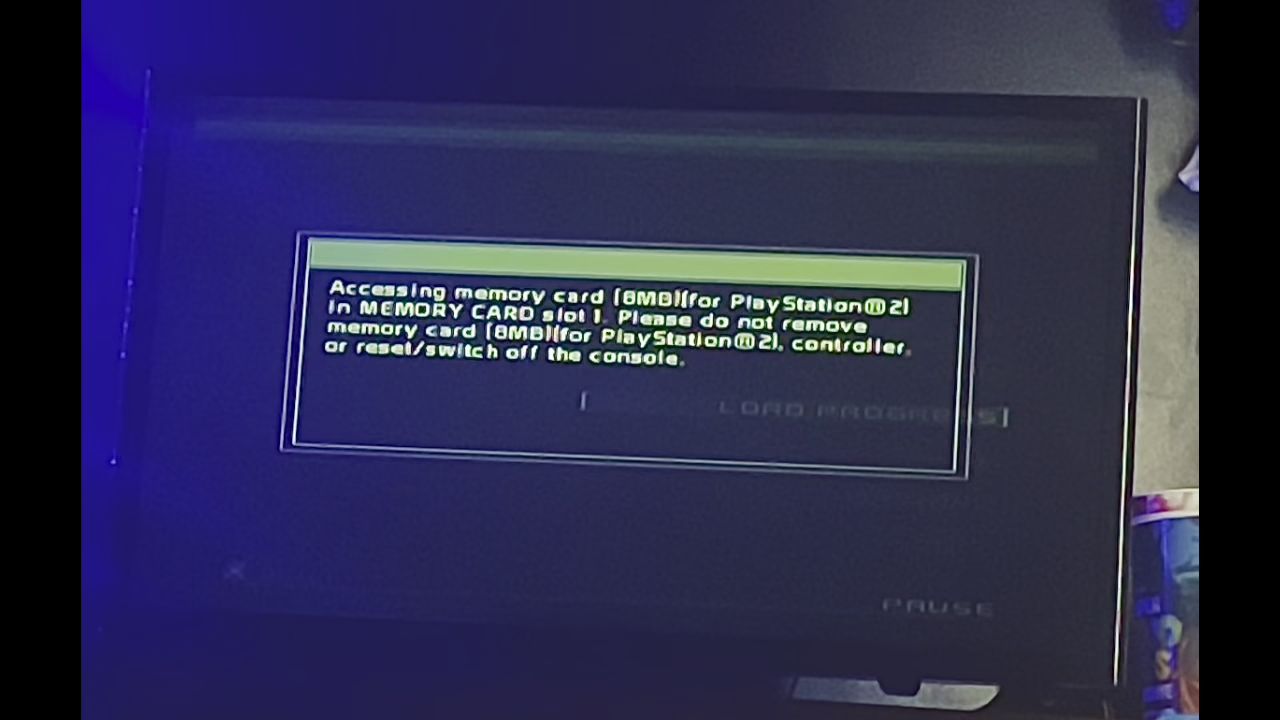 Accessing memory card (8MB)(for PlayStation®2)
in MEMORY CARD slot 1. Please do not remove
memory card (8MB)(for PlayStation®2), controller,
or reset/switch off the console.
[ LOAD PROGRESS]
PAUSE